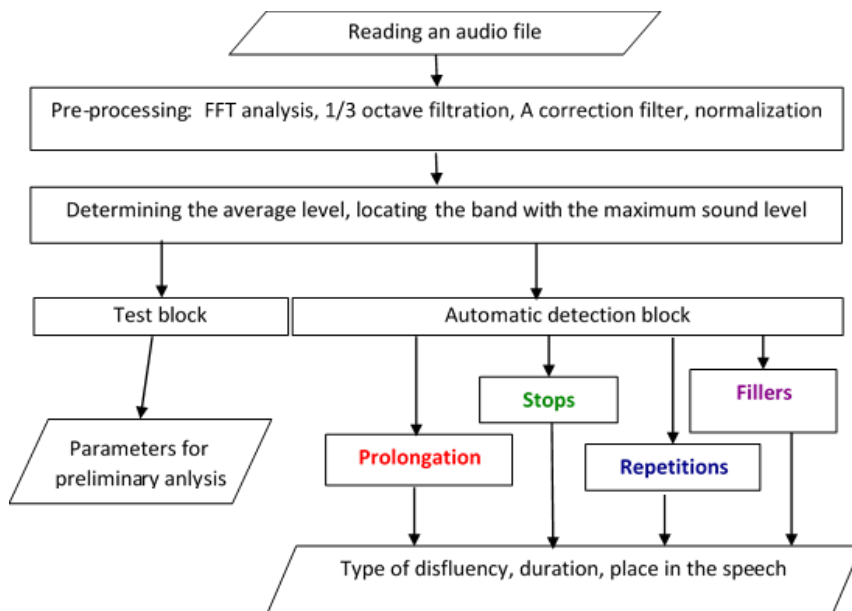 Reading an audio file
Pre-processing: FFT analysis, 1/3 octave filtration, A correction filter, normalization
Determining the average level, locating the band with the maximum sound level
Test block
Automatic detection block
Stops
Fillers
Parameters for
preliminary anlysis
Prolongation
Repetitions
Type of disfluency, duration, place in the speech